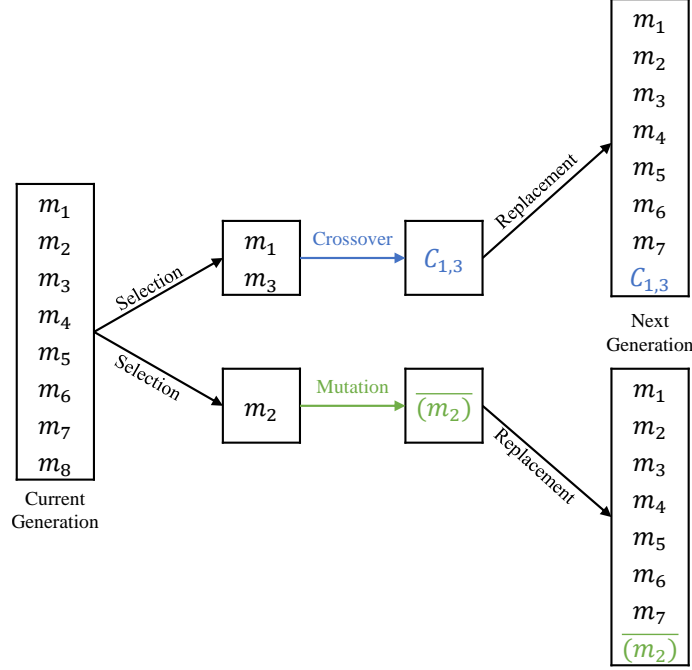 m₁
m₂
m₃
m₄
m₅
m₆
m₇
m₈
Current
Generation
Selection
Selection
m₁
m₃
Crossover
C₁,₃
Replacement
m₂
Mutation
(m₂)̅
Replacement
m₁
m₂
m₃
m₄
m₅
m₆
m₇
C₁,₃
Next
Generation
m₁
m₂
m₃
m₄
m₅
m₆
m₇
(m₂)̅